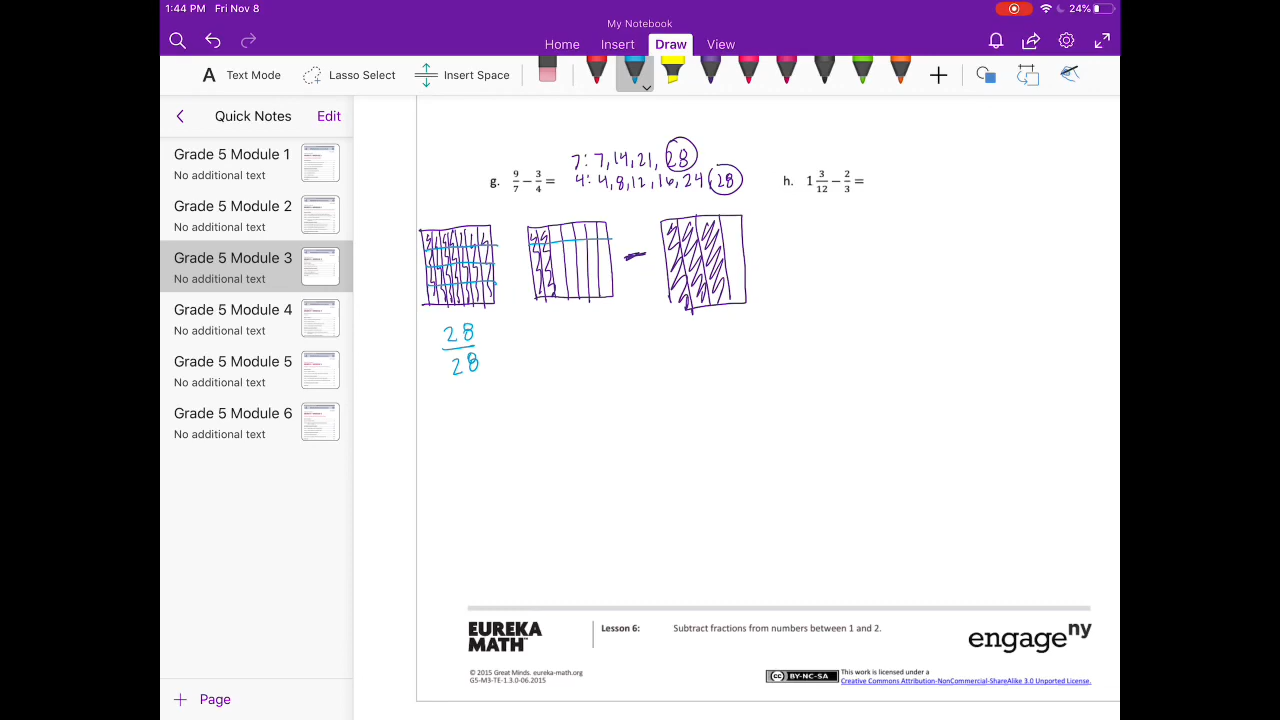 1:44 PM Fri Nov 8
24%
My Notebook
Home Insert Draw View
A Text Mode Lasso Select Insert Space
Quick Notes Edit
Grade 5 Module 1
No additional text
Grade 5 Module 2
No additional text
Grade 5 Module 3
No additional text
Grade 5 Module 4
No additional text
Grade 5 Module 5
No additional text
Grade 5 Module 6
No additional text
+ Page
7: 7, 14, 21, 28
4: 4, 8, 12, 16, 24, 28
g. 9/7 − 3/4 =
h. 1 3/12 − 2/3 =
−
28
28
EUREKA MATH™
Lesson 6: Subtract fractions from numbers between 1 and 2.
engage ny
© 2015 Great Minds. eureka-math.org
G5-M3-TE-1.3.0-06.2015
cc BY-NC-SA
This work is licensed under a
Creative Commons Attribution-NonCommercial-ShareAlike 3.0 Unported License.